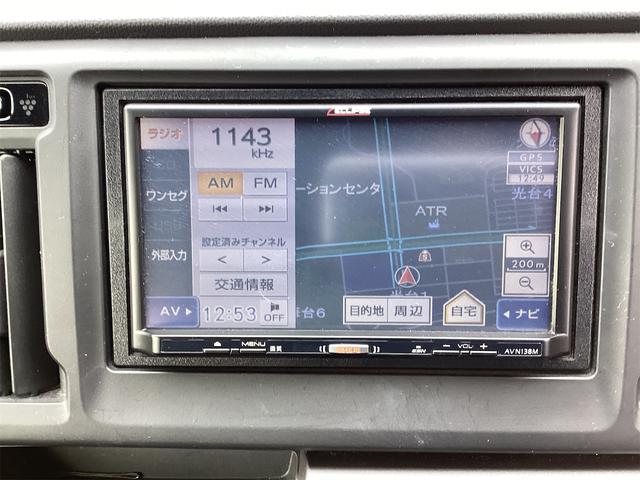 ECLIPSE
ラジオ
1143
kHz
AM FM
ワンセグ
設定済みチャンネル
< >
外部入力
交通情報
AV
12:53
OFF
ーションセンタ
ATR
GPS
VICS
12:49
光台4
200m
目的地 周辺 自宅
ナビ
MENU
− VOL +
AVN138M